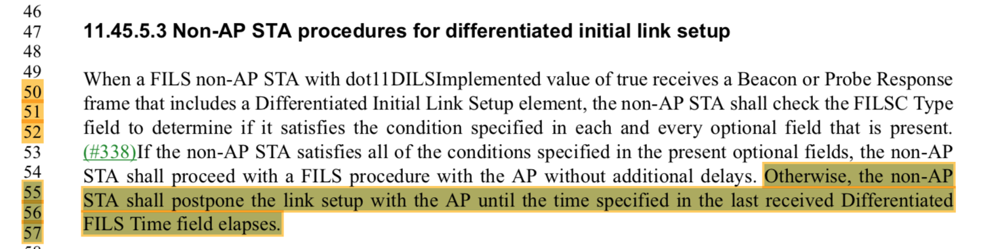 46
47 11.45.5.3 Non-AP STA procedures for differentiated initial link setup
48
49 When a FILS non-AP STA with dot11DILSImplemented value of true receives a Beacon or Probe Response
50 frame that includes a Differentiated Initial Link Setup element, the non-AP STA shall check the FILSC Type
51 field to determine if it satisfies the condition specified in each and every optional field that is present.
52 (#338)If the non-AP STA satisfies all of the conditions specified in the present optional fields, the non-AP
53 STA shall proceed with a FILS procedure with the AP without additional delays. Otherwise, the non-AP
54 STA shall postpone the link setup with the AP until the time specified in the last received Differentiated
55 FILS Time field elapses.
56
57